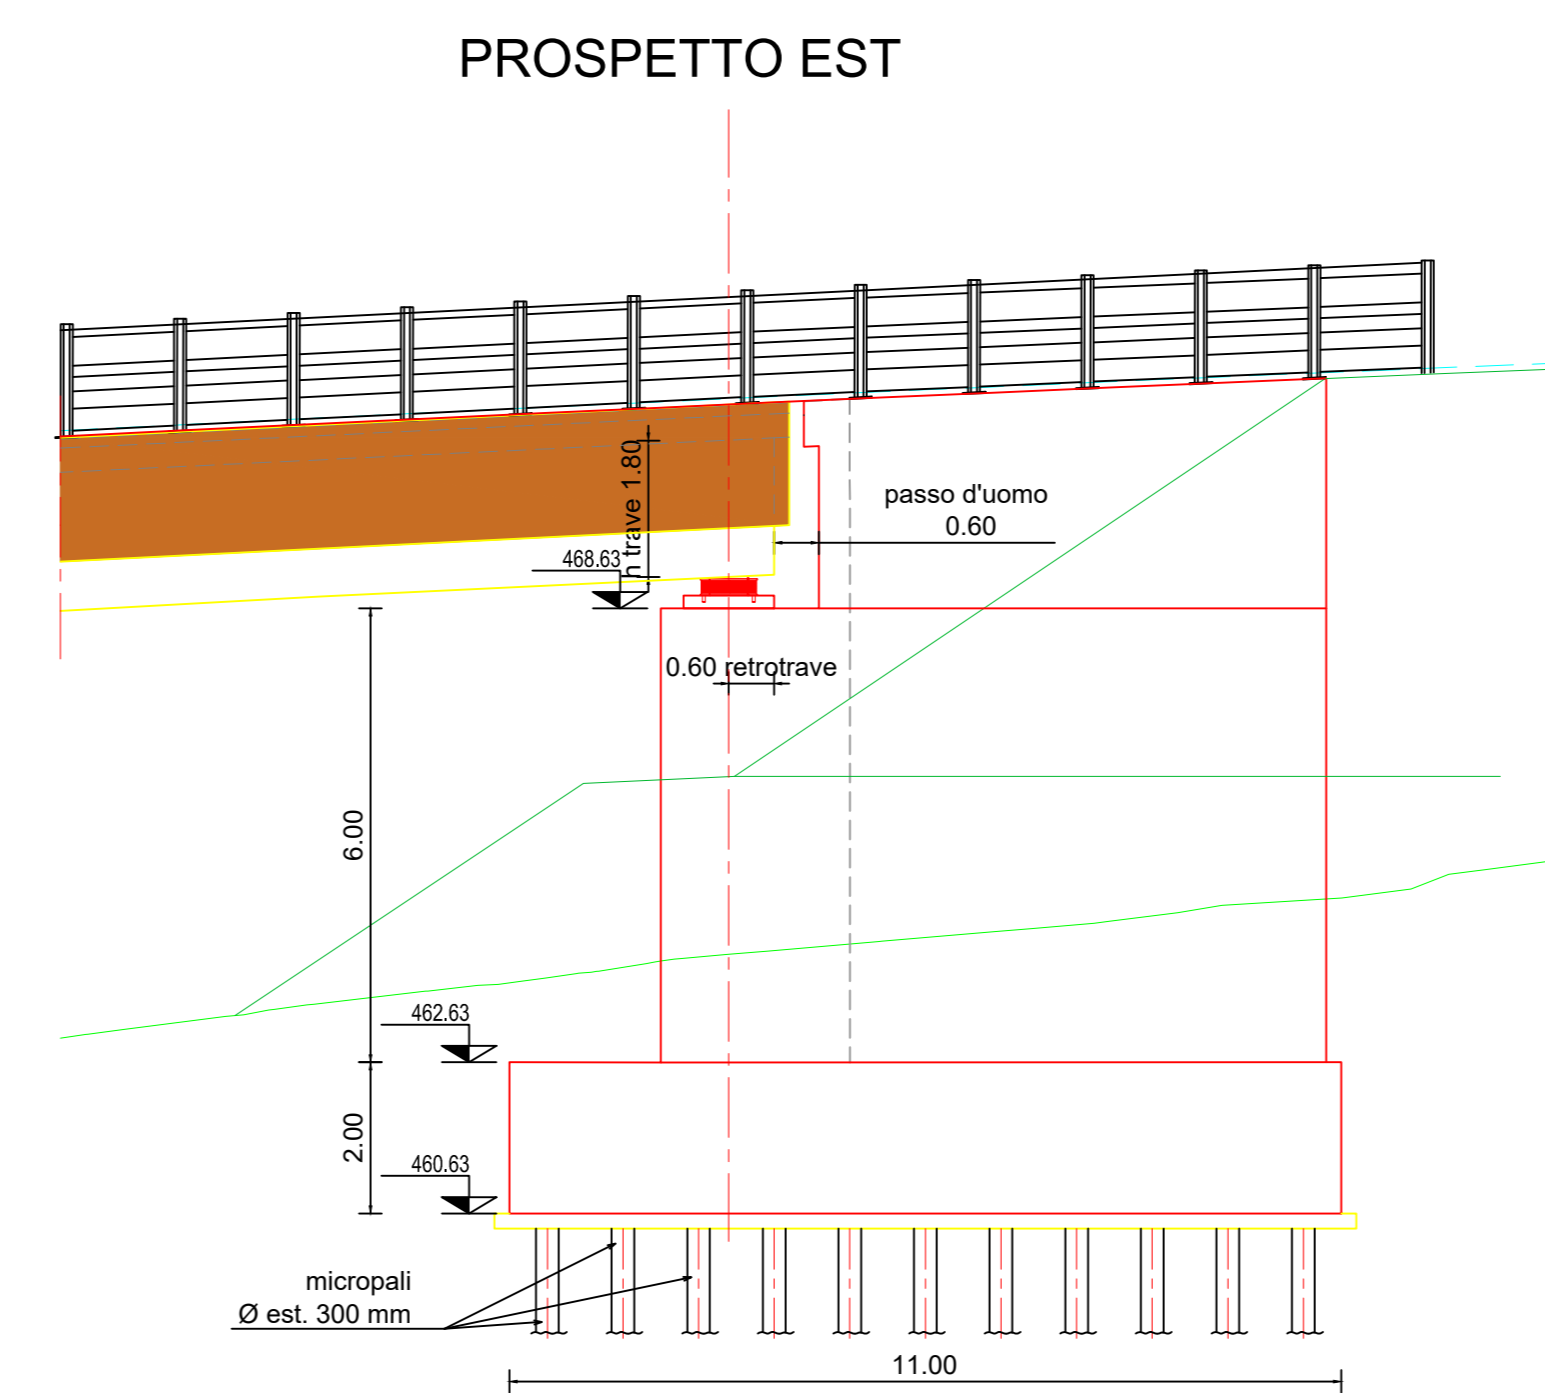 PROSPETTO EST
h trave 1.80
passo d'uomo
0.60
468.63
0.60 retrotrave
6.00
462.63
2.00
460.63
micropali
Ø est. 300 mm
11.00